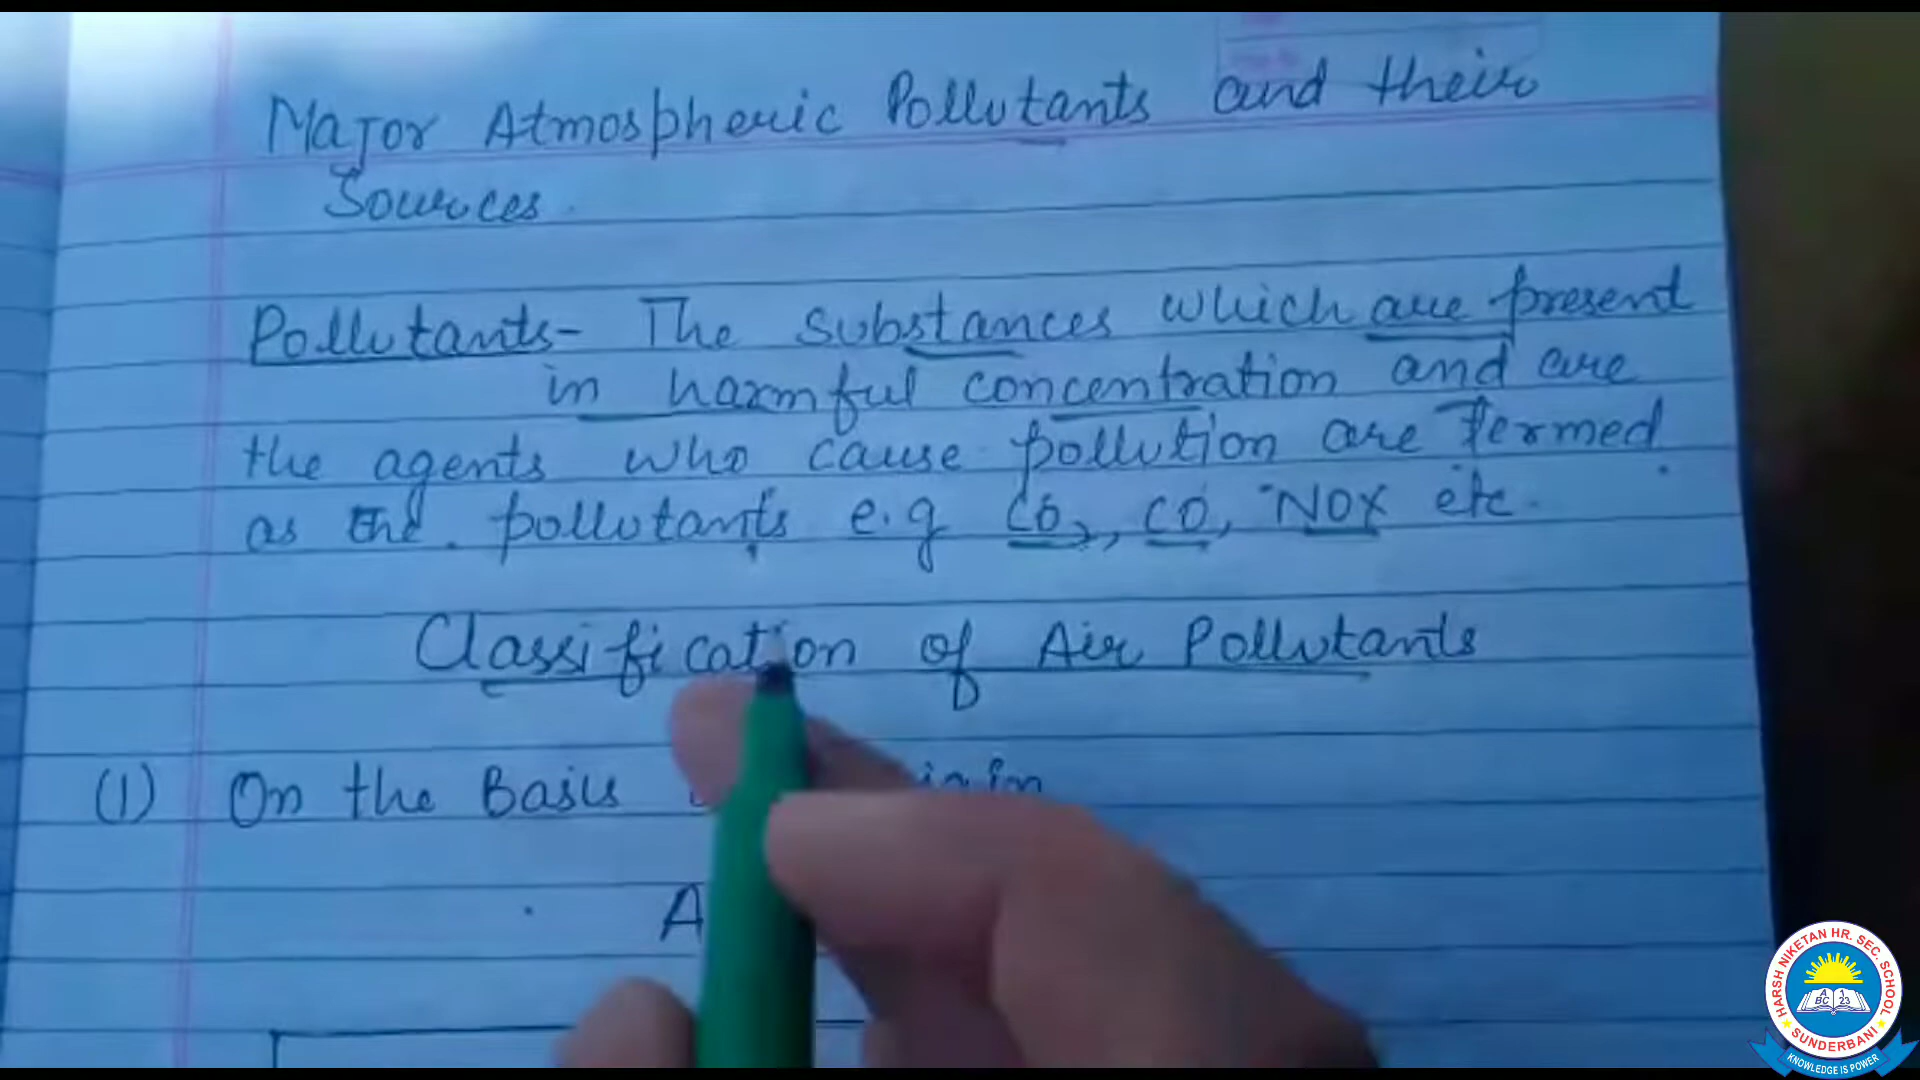 Major Atmospheric Pollutants and their
Sources.
Pollutants- The substances which are present
in harmful concentration and are
the agents who cause pollution are termed
as the pollutants e.g CO2, CO, NOX etc.
Classification of Air Pollutants
(1) On the Basis
A
HARSH NIKETAN HR. SEC. SCHOOL
ABC 123
SUNDERBANI
KNOWLEDGE IS POWER